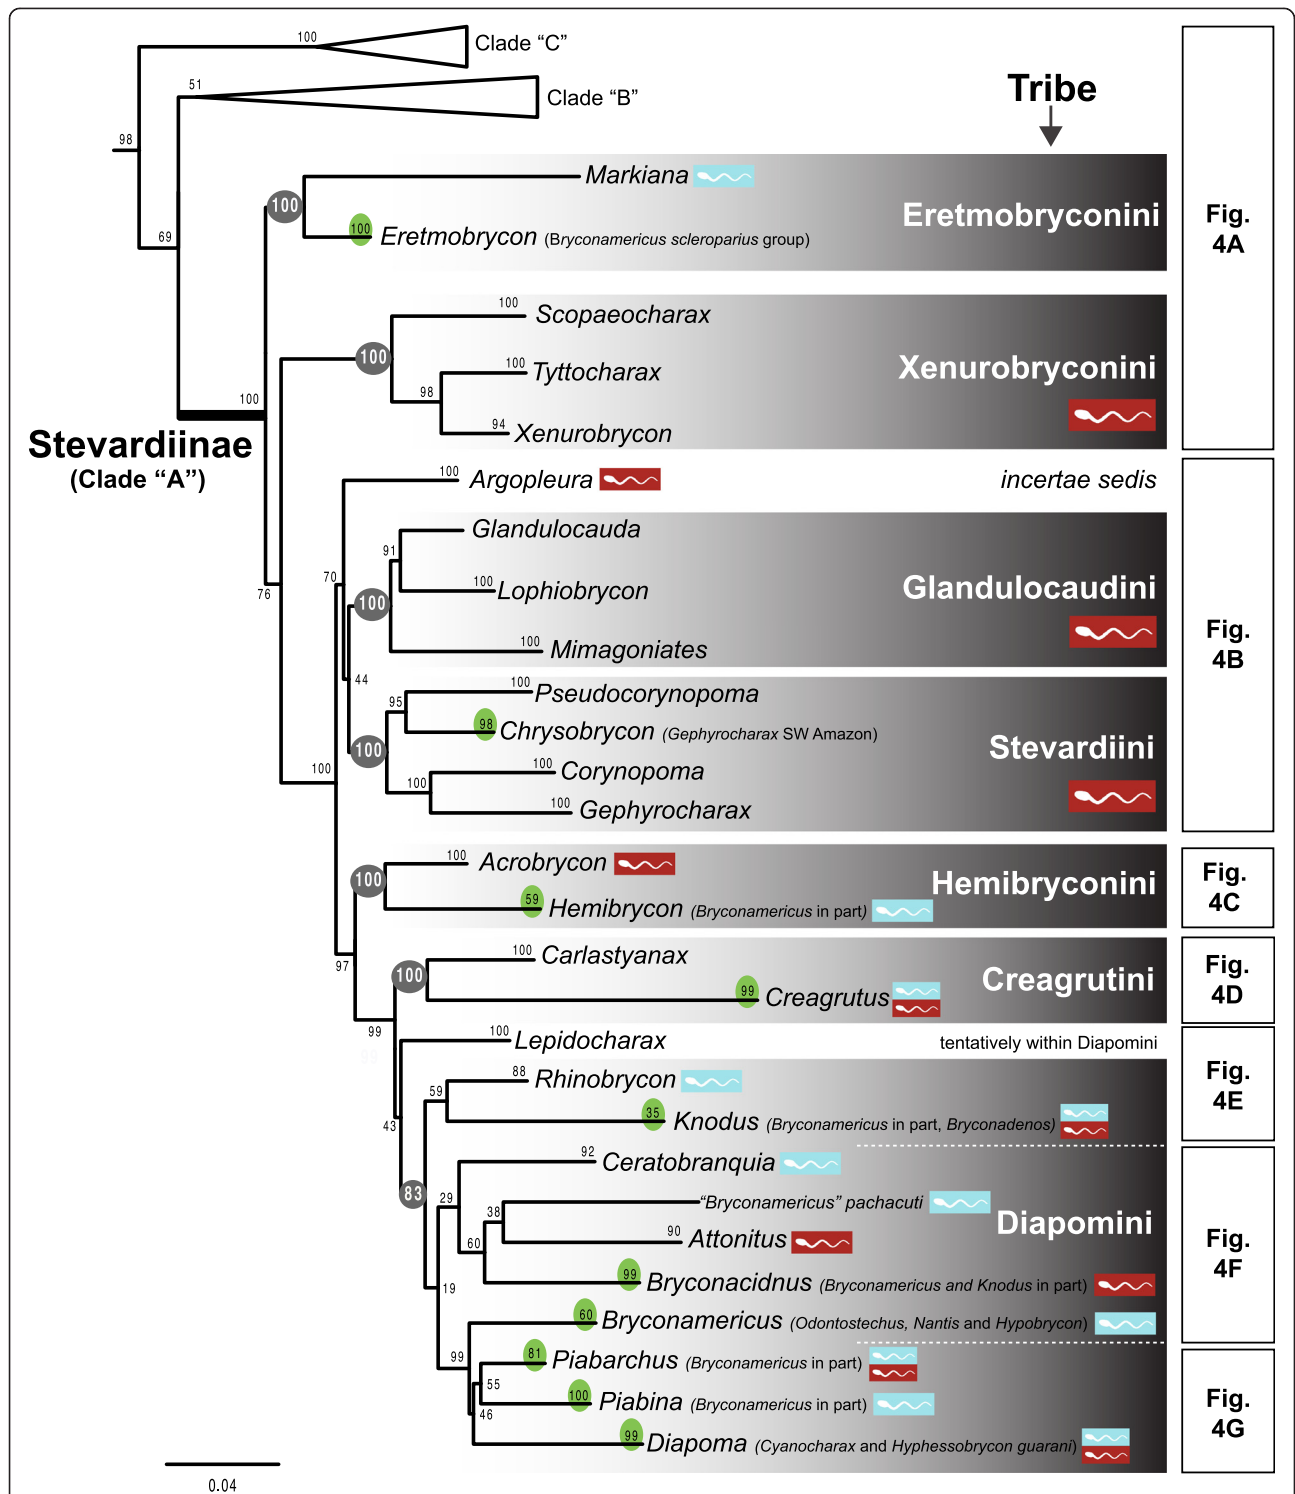 100
Clade “C”
51
Clade “B”
98
Tribe
Markiana
100
Eretmobryconini
100
Eretmobrycon (Bryconamericus scleroparius group)
Fig.
4A
69
100
Scopaeocharax
100
100
Tyttocharax
Xenurobryconini
98
94
Xenurobrycon
100
Stevardiinae
(Clade “A”)
100
Argopleura
incertae sedis
Glandulocauda
91
70
76
100
100
Lophiobrycon
Glandulocaudini
100
Mimagoniates
Fig.
4B
44
100
Pseudocorynopoma
95
98
Chrysobrycon (Gephyrocharax SW Amazon)
100
Stevardiini
100
Corynopoma
100
100
100
Gephyrocharax
100
Acrobrycon
100
Hemibryconini
59
Hemibrycon (Bryconamericus in part)
Fig.
4C
97
100
Carlastyanax
100
Creagrutini
99
Creagrutus
Fig.
4D
99
100
Lepidocharax
tentatively within Diapomini
88
Rhinobrycon
59
35
Knodus (Bryconamericus in part, Bryconadenos)
Fig.
4E
43
92
Ceratobranquia
83
29
“Bryconamericus” pachacuti
38
Diapomini
90
Attonitus
60
99
Bryconacidnus (Bryconamericus and Knodus in part)
19
60
Bryconamericus (Odontostechus, Nantis and Hypobrycon)
Fig.
4F
99
81
Piabarchus (Bryconamericus in part)
55
100
Piabina (Bryconamericus in part)
46
99
Diapoma (Cyanocharax and Hyphessobrycon guarani)
Fig.
4G
0.04